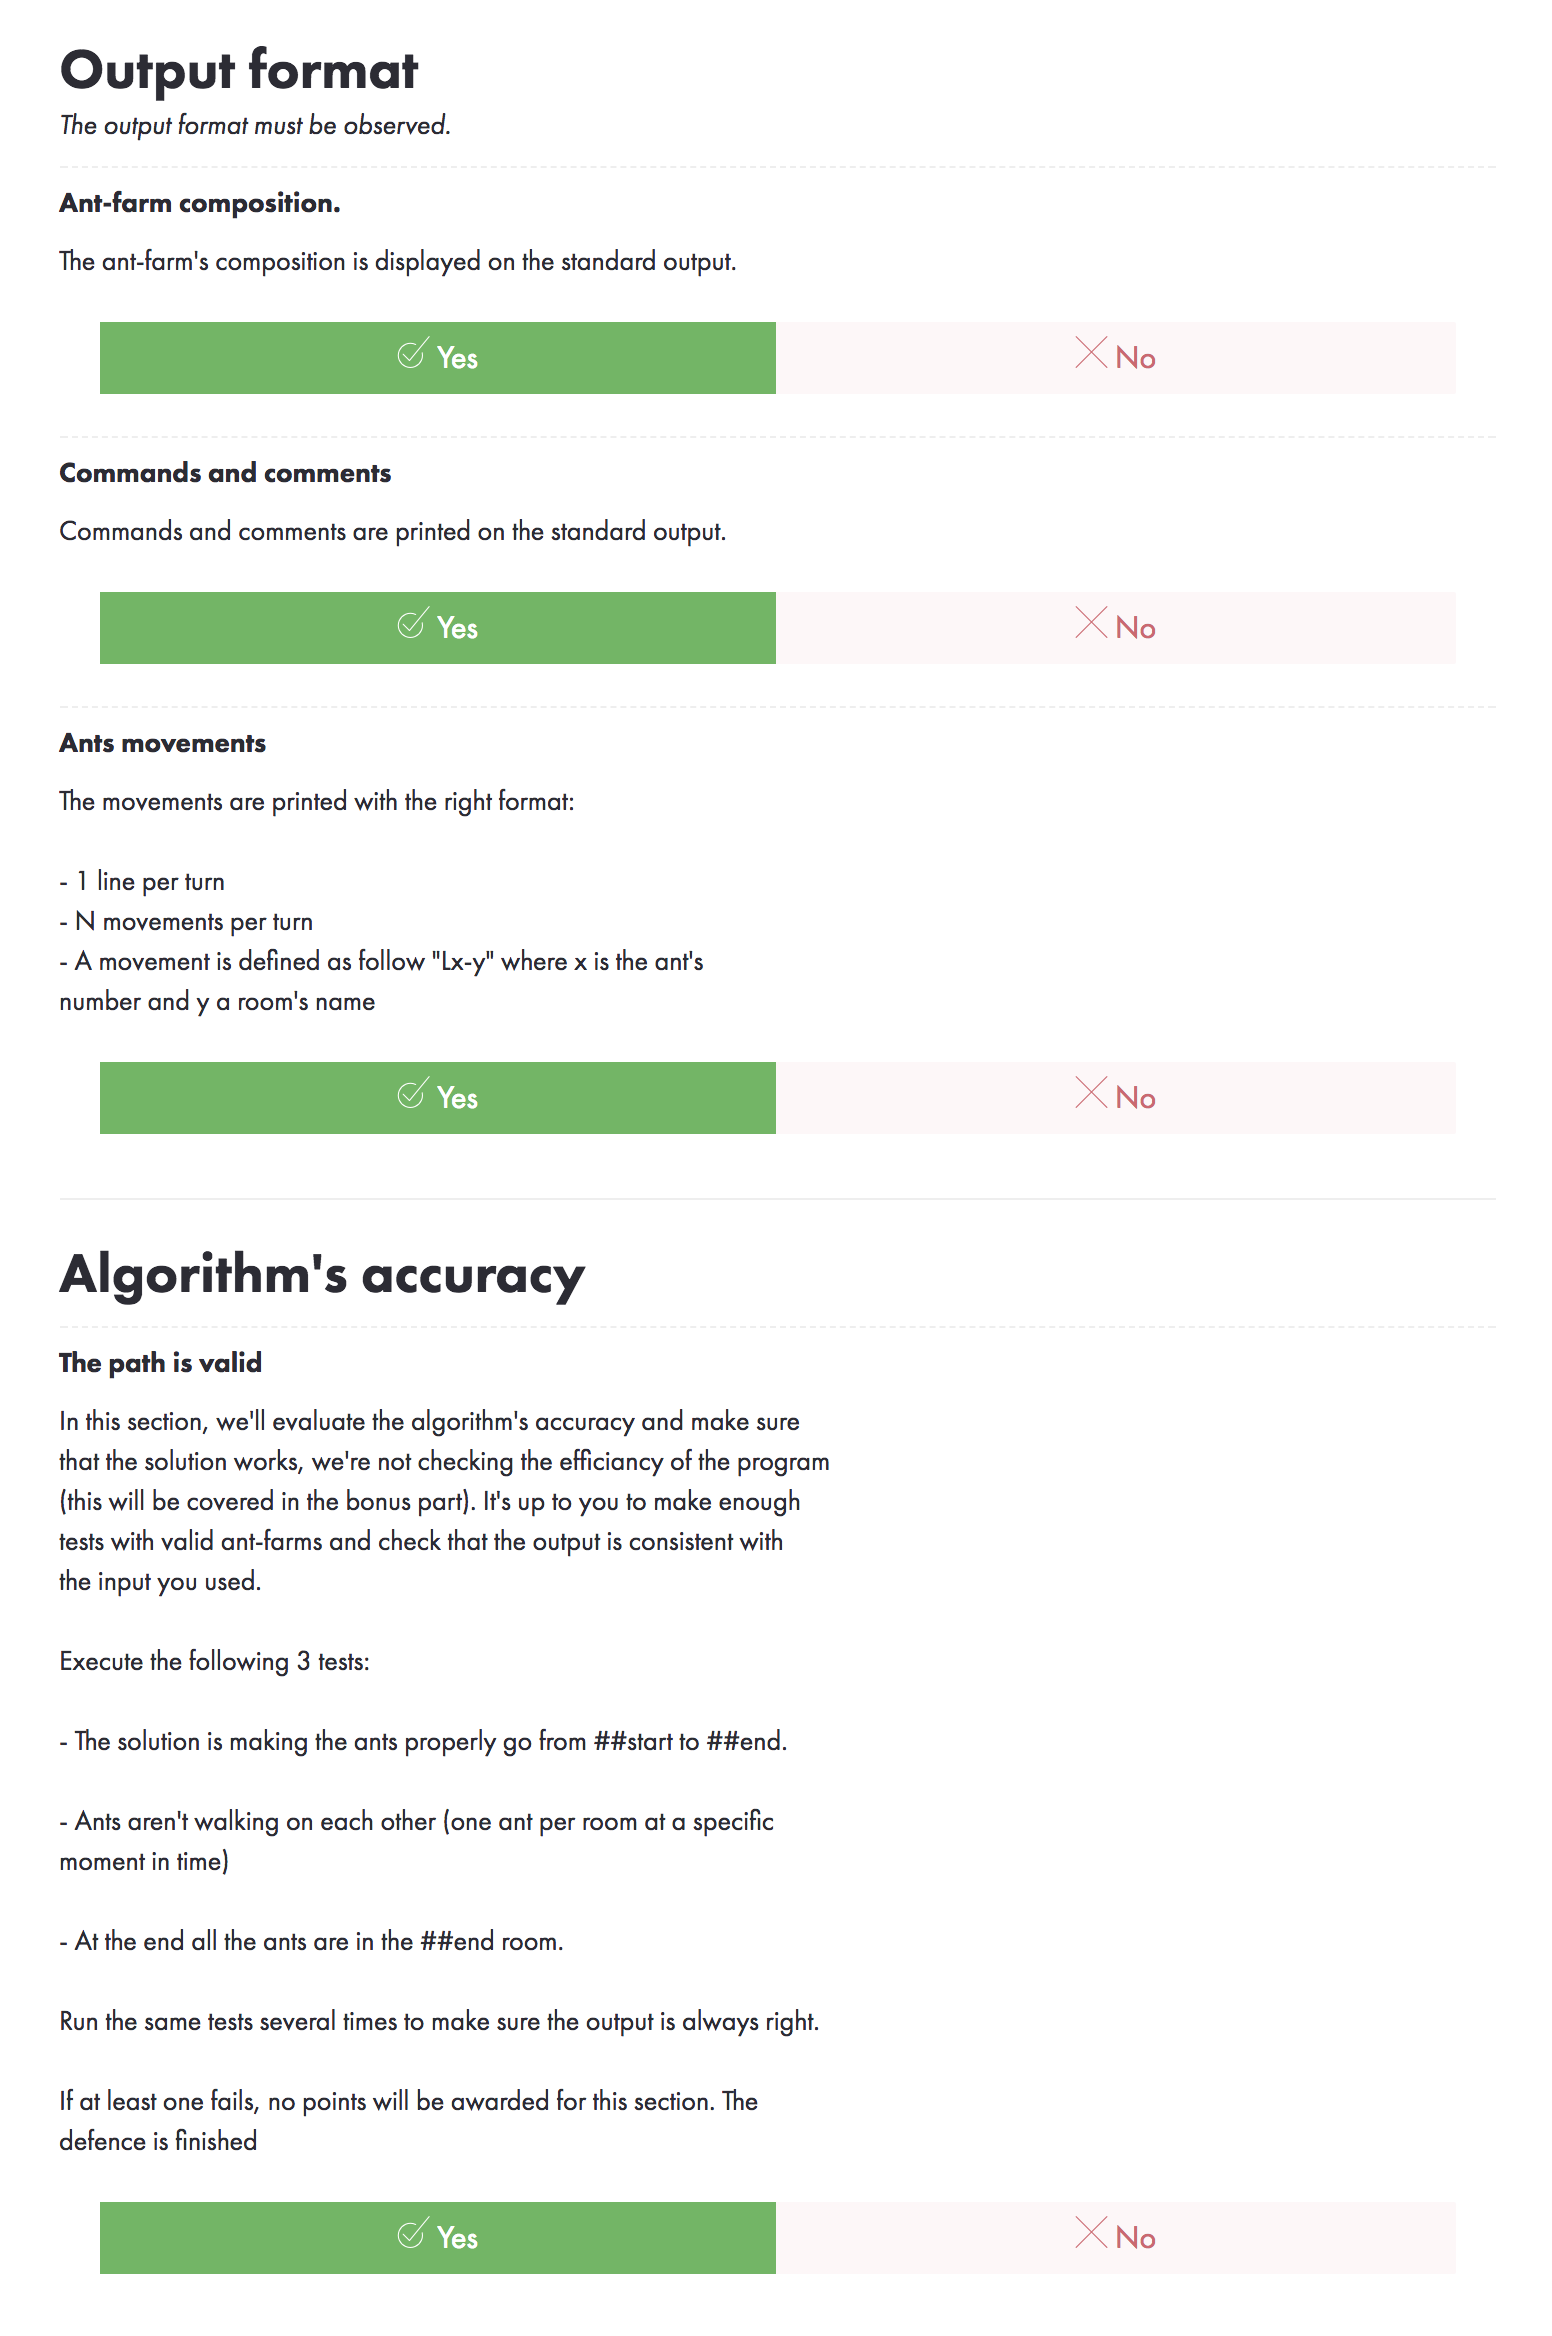 Output format
The output format must be observed.
Ant-farm composition.
The ant-farm's composition is displayed on the standard output.
Yes
No
Commands and comments
Commands and comments are printed on the standard output.
Yes
No
Ants movements
The movements are printed with the right format:
- 1 line per turn
- N movements per turn
- A movement is defined as follow "Lx-y" where x is the ant's
number and y a room's name
Yes
No
Algorithm's accuracy
The path is valid
In this section, we'll evaluate the algorithm's accuracy and make sure
that the solution works, we're not checking the efficiancy of the program
(this will be covered in the bonus part). It's up to you to make enough
tests with valid ant-farms and check that the output is consistent with
the input you used.
Execute the following 3 tests:
- The solution is making the ants properly go from ##start to ##end.
- Ants aren't walking on each other (one ant per room at a specific
moment in time)
- At the end all the ants are in the ##end room.
Run the same tests several times to make sure the output is always right.
If at least one fails, no points will be awarded for this section. The
defence is finished
Yes
No